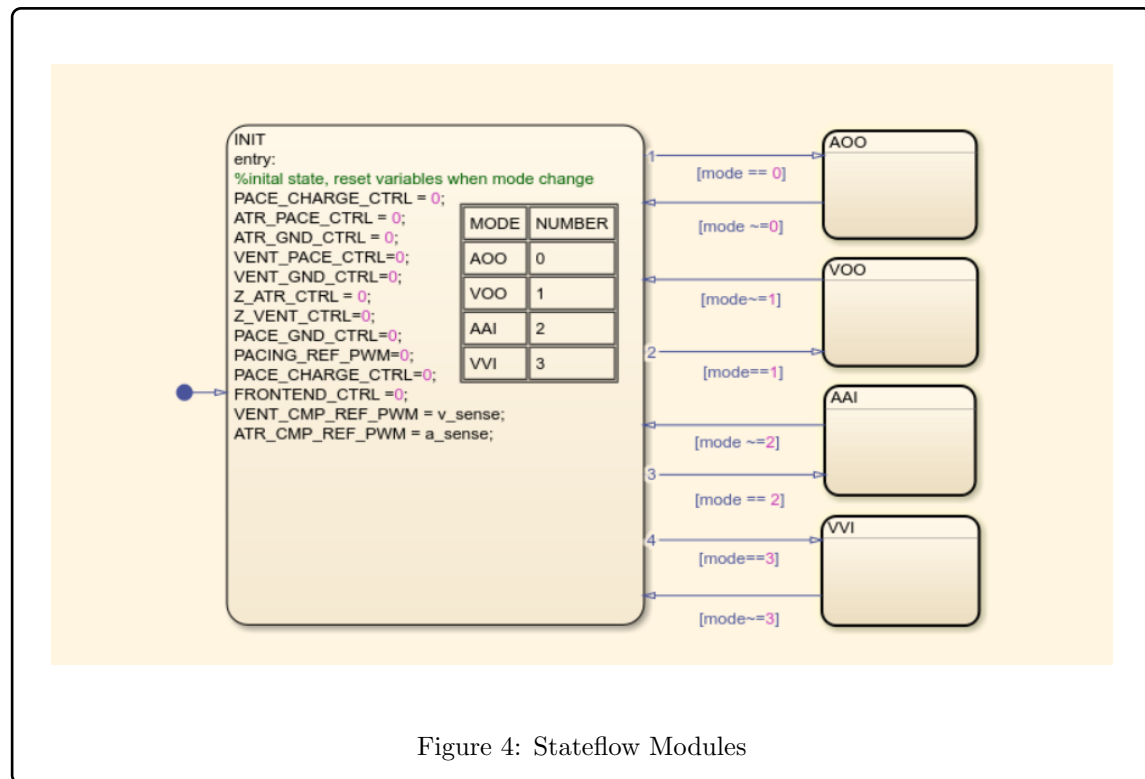 INIT
entry:
%inital state, reset variables when mode change
PACE_CHARGE_CTRL = 0;
ATR_PACE_CTRL = 0;
ATR_GND_CTRL = 0;
VENT_PACE_CTRL=0;
VENT_GND_CTRL=0;
Z_ATR_CTRL = 0;
Z_VENT_CTRL=0;
PACE_GND_CTRL=0;
PACING_REF_PWM=0;
PACE_CHARGE_CTRL=0;
FRONTEND_CTRL =0;
VENT_CMP_REF_PWM = v_sense;
ATR_CMP_REF_PWM = a_sense;
MODE NUMBER
AOO 0
VOO 1
AAI 2
VVI 3
1
[mode == 0]
[mode ~=0]
AOO
[mode~=1]
2
[mode==1]
VOO
[mode ~=2]
3
[mode == 2]
AAI
4
[mode==3]
[mode~=3]
VVI
Figure 4: Stateflow Modules